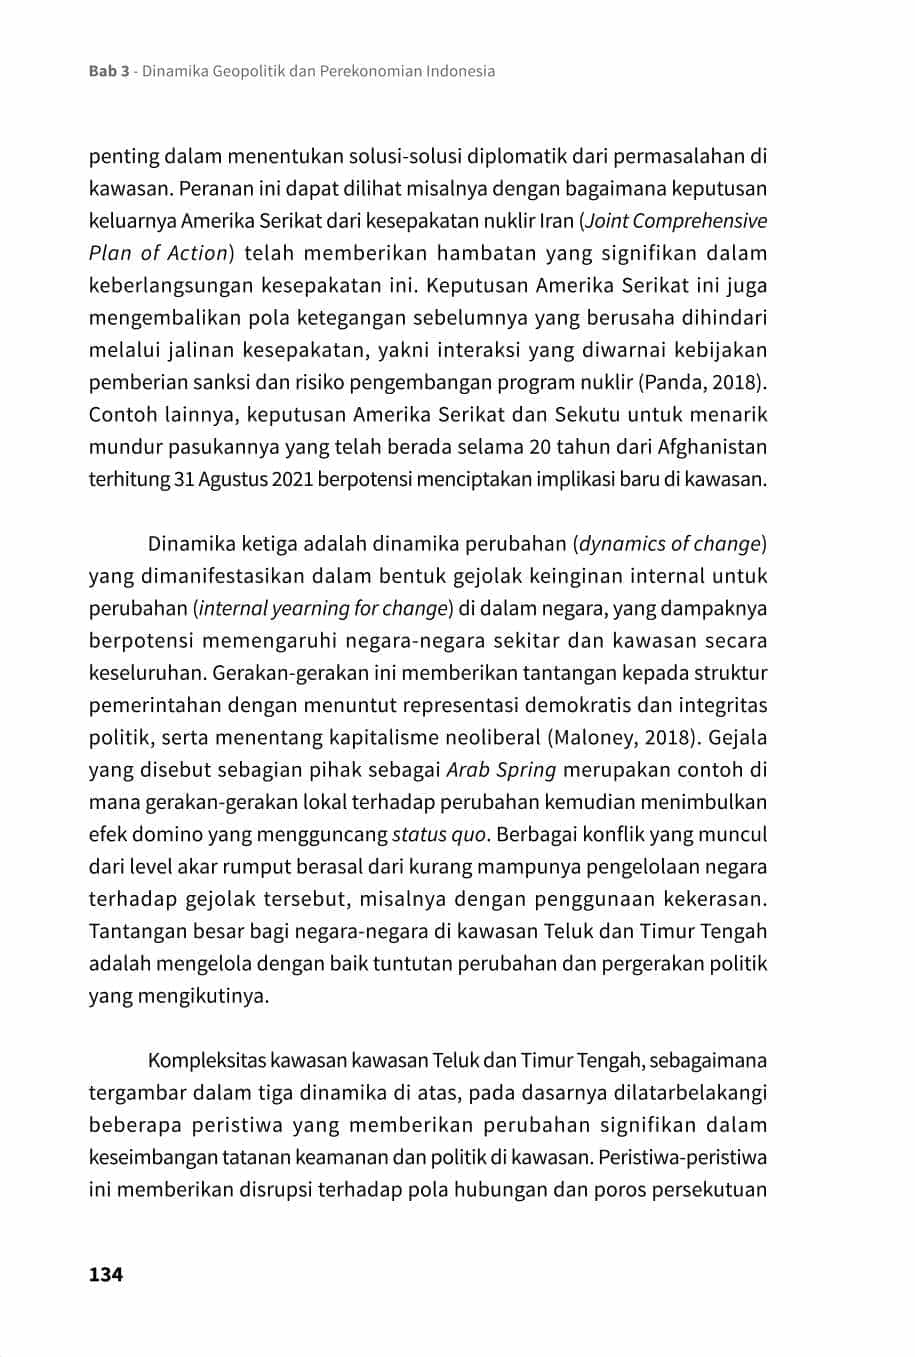 Bab 3 - Dinamika Geopolitik dan Perekonomian Indonesia
penting dalam menentukan solusi-solusi diplomatik dari permasalahan di
kawasan. Peranan ini dapat dilihat misalnya dengan bagaimana keputusan
keluarnya Amerika Serikat dari kesepakatan nuklir Iran (Joint Comprehensive
Plan of Action) telah memberikan hambatan yang signifikan dalam
keberlangsungan kesepakatan ini. Keputusan Amerika Serikat ini juga
mengembalikan pola ketegangan sebelumnya yang berusaha dihindari
melalui jalinan kesepakatan, yakni interaksi yang diwarnai kebijakan
pemberian sanksi dan risiko pengembangan program nuklir (Panda, 2018).
Contoh lainnya, keputusan Amerika Serikat dan Sekutu untuk menarik
mundur pasukannya yang telah berada selama 20 tahun dari Afghanistan
terhitung 31 Agustus 2021 berpotensi menciptakan implikasi baru di kawasan.
Dinamika ketiga adalah dinamika perubahan (dynamics of change)
yang dimanifestasikan dalam bentuk gejolak keinginan internal untuk
perubahan (internal yearning for change) di dalam negara, yang dampaknya
berpotensi memengaruhi negara-negara sekitar dan kawasan secara
keseluruhan. Gerakan-gerakan ini memberikan tantangan kepada struktur
pemerintahan dengan menuntut representasi demokratis dan integritas
politik, serta menentang kapitalisme neoliberal (Maloney, 2018). Gejala
yang disebut sebagian pihak sebagai Arab Spring merupakan contoh di
mana gerakan-gerakan lokal terhadap perubahan kemudian menimbulkan
efek domino yang mengguncang status quo. Berbagai konflik yang muncul
dari level akar rumput berasal dari kurang mampunya pengelolaan negara
terhadap gejolak tersebut, misalnya dengan penggunaan kekerasan.
Tantangan besar bagi negara-negara di kawasan Teluk dan Timur Tengah
adalah mengelola dengan baik tuntutan perubahan dan pergerakan politik
yang mengikutinya.
Kompleksitas kawasan kawasan Teluk dan Timur Tengah, sebagaimana
tergambar dalam tiga dinamika di atas, pada dasarnya dilatarbelakangi
beberapa peristiwa yang memberikan perubahan signifikan dalam
keseimbangan tatanan keamanan dan politik di kawasan. Peristiwa-peristiwa
ini memberikan disrupsi terhadap pola hubungan dan poros persekutuan
134